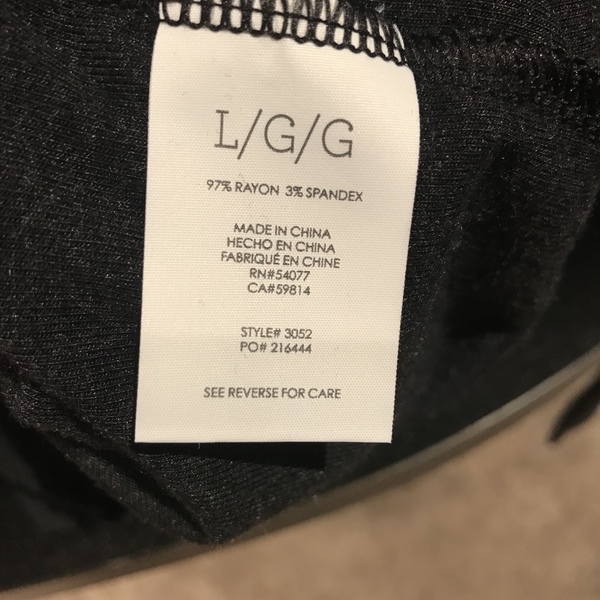 L/G/G
97% RAYON 3% SPANDEX
MADE IN CHINA
HECHO EN CHINA
FABRIQUÉ EN CHINE
RN#54077
CA#59814
STYLE# 3052
PO# 216444
SEE REVERSE FOR CARE